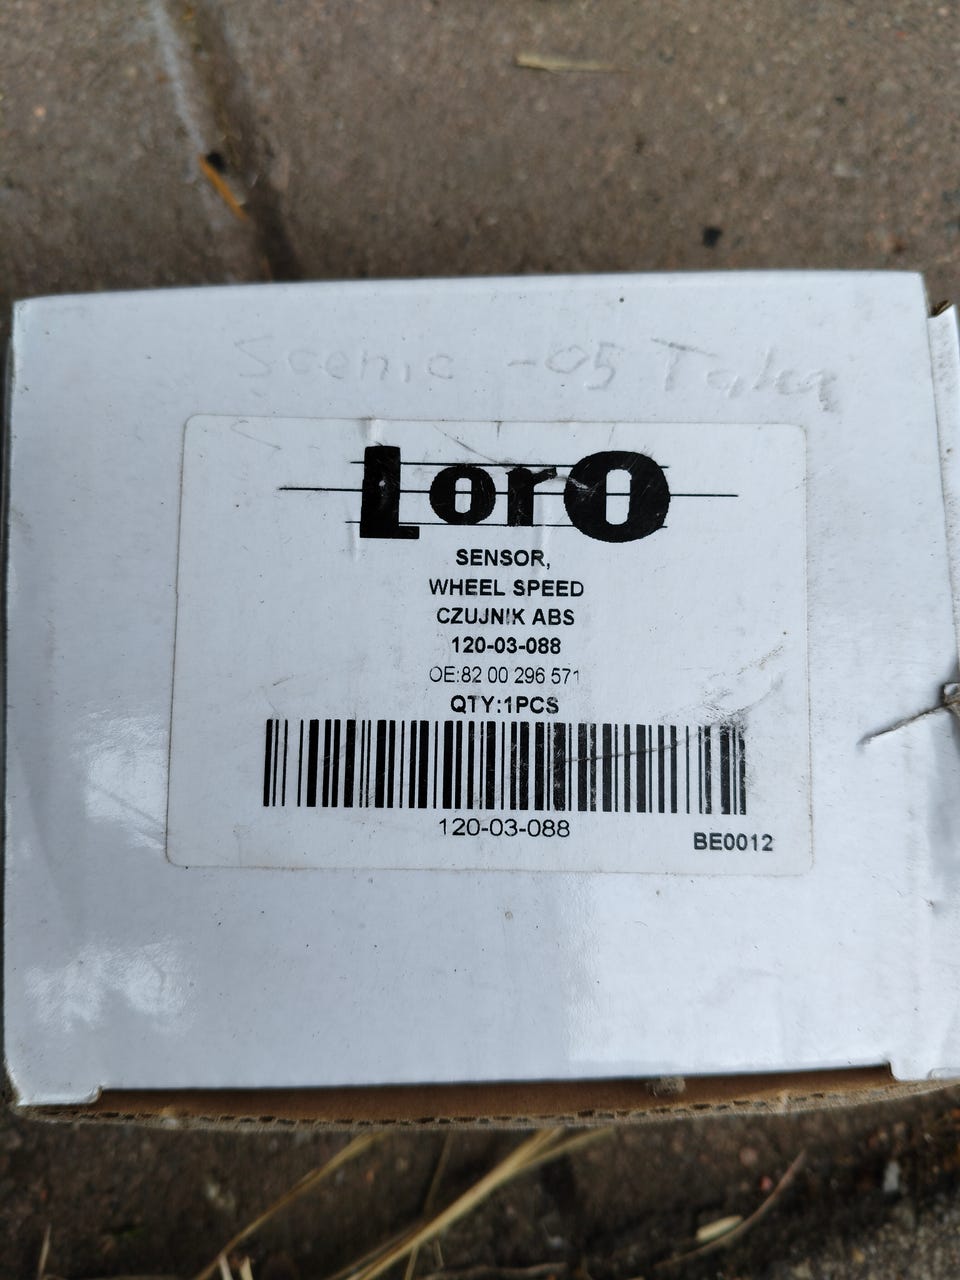 Scenic -05 Taka
Loro
SENSOR,
WHEEL SPEED
CZUJNIK ABS
120-03-088
OE:82 00 296 571
QTY:1PCS
120-03-088
BE0012